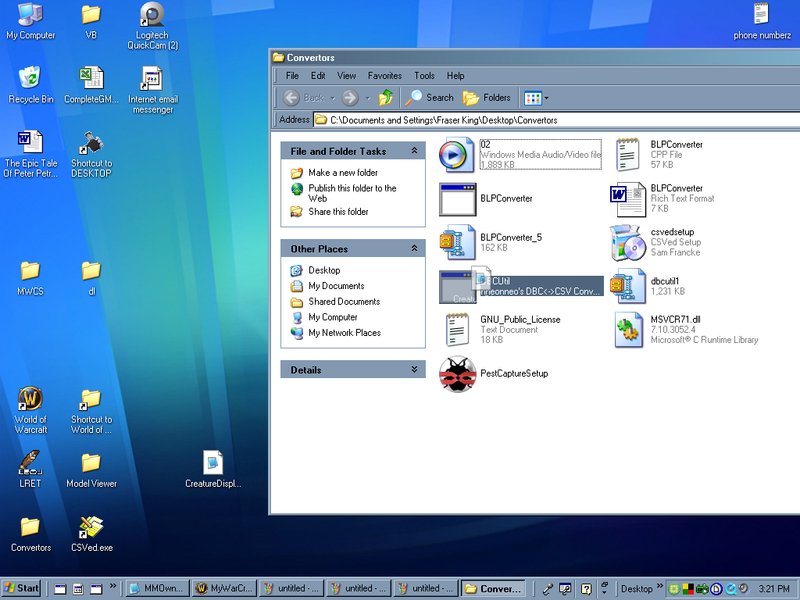 My Computer
VB
Logitech
QuickCam (2)
phone numberz
Recycle Bin
CompleteGM...
Internet email
messenger
The Epic Tale
Of Peter Petr...
Shortcut to
DESKTOP
MWCS
dl
World of
Warcraft
Shortcut to
World of ...
LRET
Model Viewer
CreatureDispl...
Convertors
CSVed.exe
Convertors
File Edit View Favorites Tools Help
Back Search Folders
Address C:\Documents and Settings\Fraser King\Desktop\Convertors
File and Folder Tasks
Make a new folder
Publish this folder to the
Web
Share this folder
Other Places
Desktop
My Documents
Shared Documents
My Computer
My Network Places
Details
02
Windows Media Audio/Video file
1,889 KB
BLPConverter
CPP File
57 KB
BLPConverter
BLPConverter
Rich Text Format
7 KB
BLPConverter_5
162 KB
csvedsetup
CSVed Setup
Sam Francke
CUtil
neonneo's DBC<->CSV Conv...
Creatu
dbcutil1
1,231 KB
GNU_Public_License
Text Document
18 KB
MSVCR71.dll
7.10.3052.4
Microsoft® C Runtime Library
PestCaptureSetup
Start MMOwn... MyWarCr... untitled - ... untitled - ... untitled - ... Conver... Desktop 3:21 PM